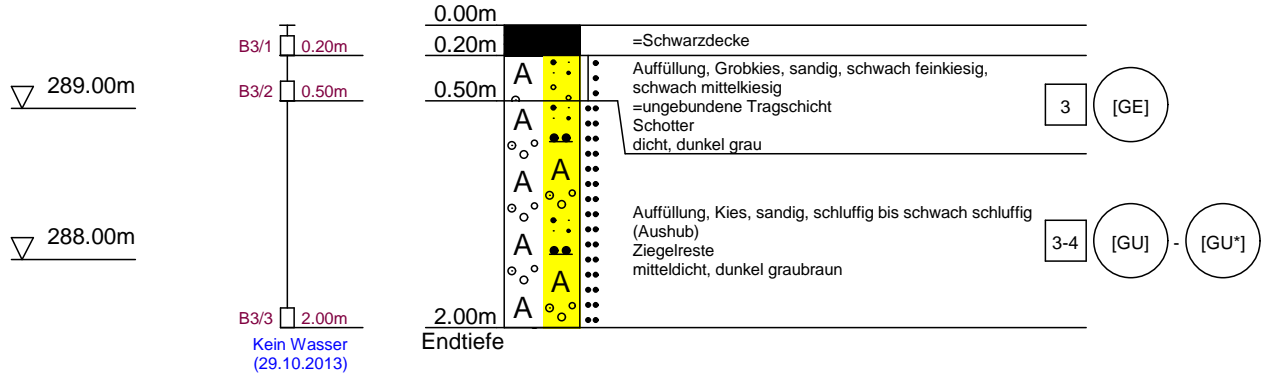 0.00m
B3/1 0.20m 0.20m =Schwarzdecke
289.00m B3/2 0.50m 0.50m
A
A
A
A
A
A
A
Auffüllung, Grobkies, sandig, schwach feinkiesig,
schwach mittelkiesig
=ungebundene Tragschicht
Schotter
dicht, dunkel grau
3 [GE]
288.00m
Auffüllung, Kies, sandig, schluffig bis schwach schluffig
(Aushub)
Ziegelreste
mitteldicht, dunkel graubraun
3-4 [GU] - [GU*]
B3/3 2.00m 2.00m
Kein Wasser
(29.10.2013)
Endtiefe